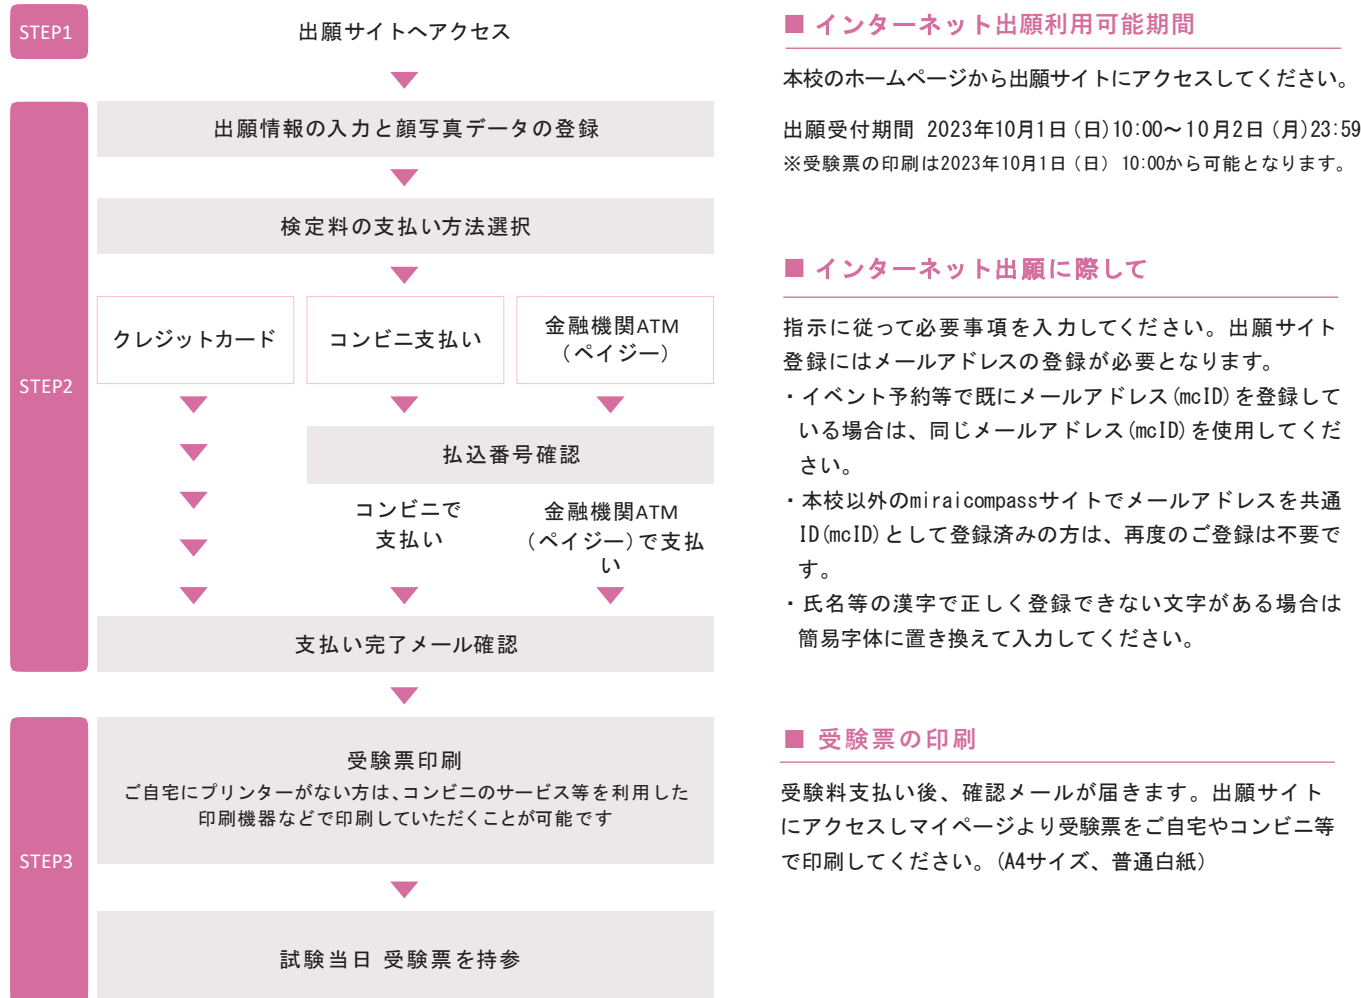 STEP1
出願サイトへアクセス
STEP2
出願情報の入力と顔写真データの登録
検定料の支払い方法選択
クレジットカード
コンビニ支払い
金融機関ATM
（ペイジー）
払込番号確認
コンビニで
支払い
金融機関ATM
（ペイジー）で支払
い
支払い完了メール確認
STEP3
受験票印刷
ご自宅にプリンターがない方は、コンビニのサービス等を利用した
印刷機器などで印刷していただくことが可能です
試験当日 受験票を持参
■ インターネット出願利用可能期間
本校のホームページから出願サイトにアクセスしてください。
出願受付期間 2023年10月1日（日）10:00〜10月2日（月）23:59
※受験票の印刷は2023年10月1日（日） 10:00から可能となります。
■ インターネット出願に際して
指示に従って必要事項を入力してください。出願サイト
登録にはメールアドレスの登録が必要となります。
・イベント予約等で既にメールアドレス(mcID)を登録して
いる場合は、同じメールアドレス(mcID)を使用してくだ
さい。
・本校以外のmiraicompassサイトでメールアドレスを共通
ID(mcID)として登録済みの方は、再度のご登録は不要で
す。
・氏名等の漢字で正しく登録できない文字がある場合は
簡易字体に置き換えて入力してください。
■ 受験票の印刷
受験料支払い後、確認メールが届きます。出願サイト
にアクセスしマイページより受験票をご自宅やコンビニ等
で印刷してください。(A4サイズ、普通白紙)